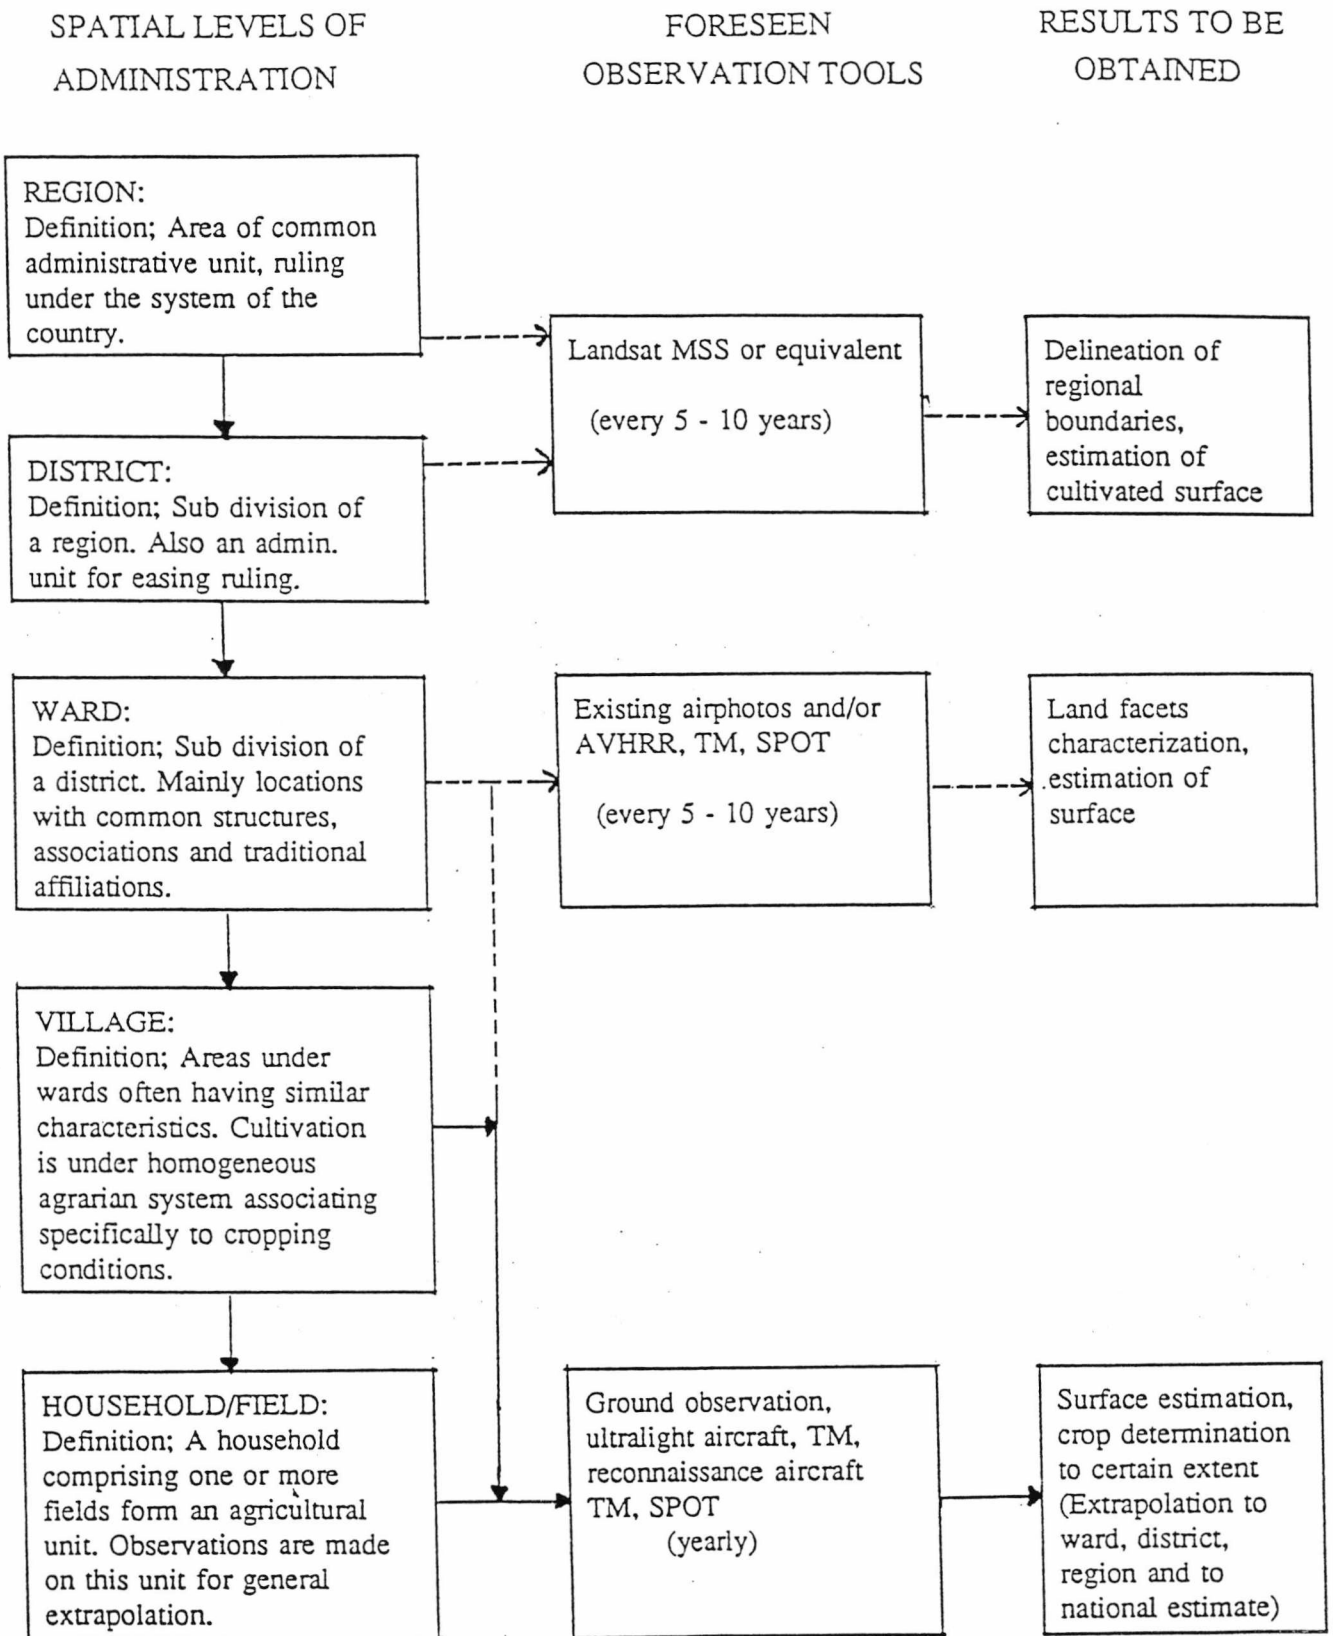 SPATIAL LEVELS OF
ADMINISTRATION
FORESEEN
OBSERVATION TOOLS
RESULTS TO BE
OBTAINED
REGION:
Definition; Area of common
administrative unit, ruling
under the system of the
country.
Landsat MSS or equivalent
(every 5 - 10 years)
Delineation of
regional
boundaries,
estimation of
cultivated surface
DISTRICT:
Definition; Sub division of
a region. Also an admin.
unit for easing ruling.
WARD:
Definition; Sub division of
a district. Mainly locations
with common structures,
associations and traditional
affiliations.
Existing airphotos and/or
AVHRR, TM, SPOT
(every 5 - 10 years)
Land facets
characterization,
estimation of
surface
VILLAGE:
Definition; Areas under
wards often having similar
characteristics. Cultivation
is under homogeneous
agrarian system associating
specifically to cropping
conditions.
HOUSEHOLD/FIELD:
Definition; A household
comprising one or more
fields form an agricultural
unit. Observations are made
on this unit for general
extrapolation.
Ground observation,
ultralight aircraft, TM,
reconnaissance aircraft
TM, SPOT
(yearly)
Surface estimation,
crop determination
to certain extent
(Extrapolation to
ward, district,
region and to
national estimate)